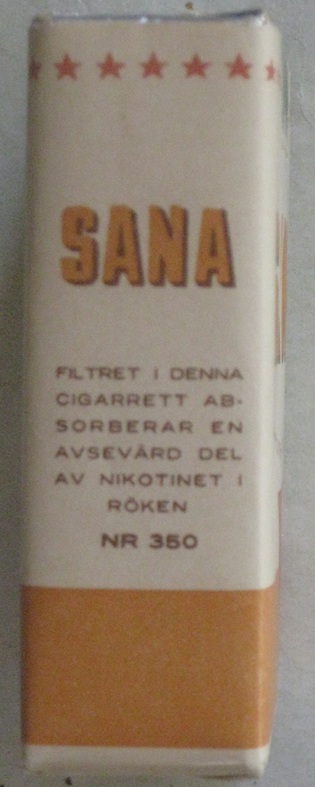 SANA
FILTRET I DENNA
CIGARRETT AB-
SORBERAR EN
AVSEVÄRD DEL
AV NIKOTINET I
RÖKEN
NR 350